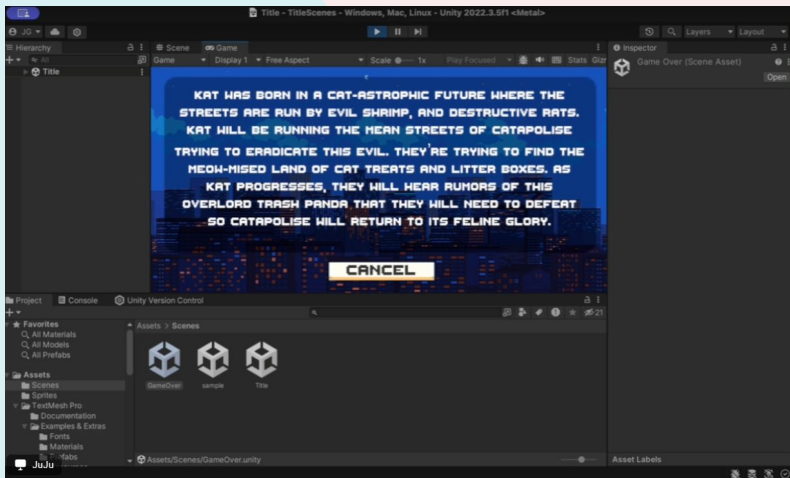 Title - TitleScenes - Windows, Mac, Linux - Unity 2022.3.5f1 <Metal>
JG
Layers
Layout
Hierarchy
Scene
Game
Inspector
All
Game
Display 1
Free Aspect
Scale
1x
Play Focused
Stats
Giz
Title
Game Over (Scene Asset)
Open
KAT WAS BORN IN A CAT-ASTROPHIC FUTURE WHERE THE
STREETS ARE RUN BY EVIL SHRIMP, AND DESTRUCTIVE RATS.
KAT WILL BE RUNNING THE MEAN STREETS OF CATAPOLISE
TRYING TO ERADICATE THIS EVIL. THEY'RE TRYING TO FIND THE
MEOW-MISED LAND OF CAT TREATS AND LITTER BOXES. AS
KAT PROGRESSES, THEY WILL HEAR RUMORS OF THIS
OVERLORD TRASH PANDA THAT THEY WILL NEED TO DEFEAT
SO CATAPOLISE WILL RETURN TO ITS FELINE GLORY.
CANCEL
Project
Console
Unity Version Control
21
Favorites
All Materials
All Models
All Prefabs
Assets
Scenes
Sprites
TextMesh Pro
Documentation
Examples & Extras
Fonts
Materials
Prefabs
Assets > Scenes
GameOver
sample
Title
Assets/Scenes/GameOver.unity
Asset Labels
JuJu